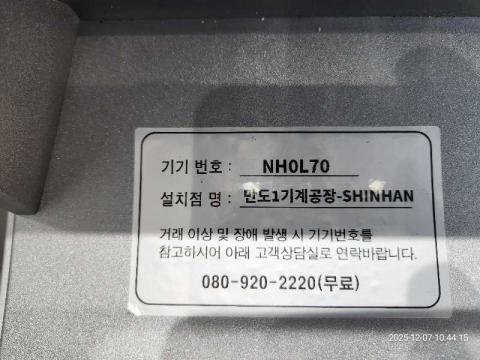 기기 번호 : NH0L70
설치점 명 : 만도1기계공장-SHINHAN
거래 이상 및 장애 발생 시 기기번호를
참고하시어 아래 고객상담실로 연락바랍니다.
080-920-2220(무료)
2025-12-07 10:44:15